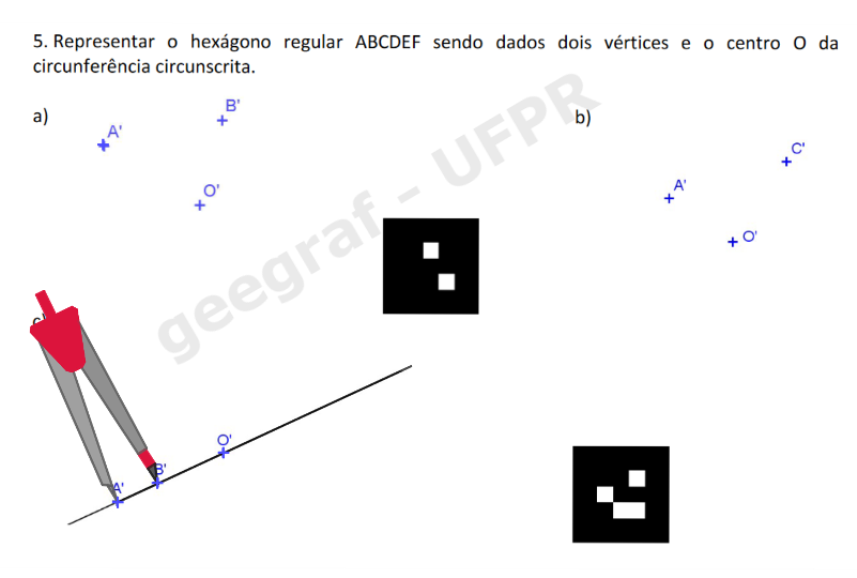 5. Representar o hexágono regular ABCDEF sendo dados dois vértices e o centro O da
circunferência circunscrita.
a)
B'
A'
O'
geegraf - UFPR
b)
C'
A'
O'
O'
B'
A'